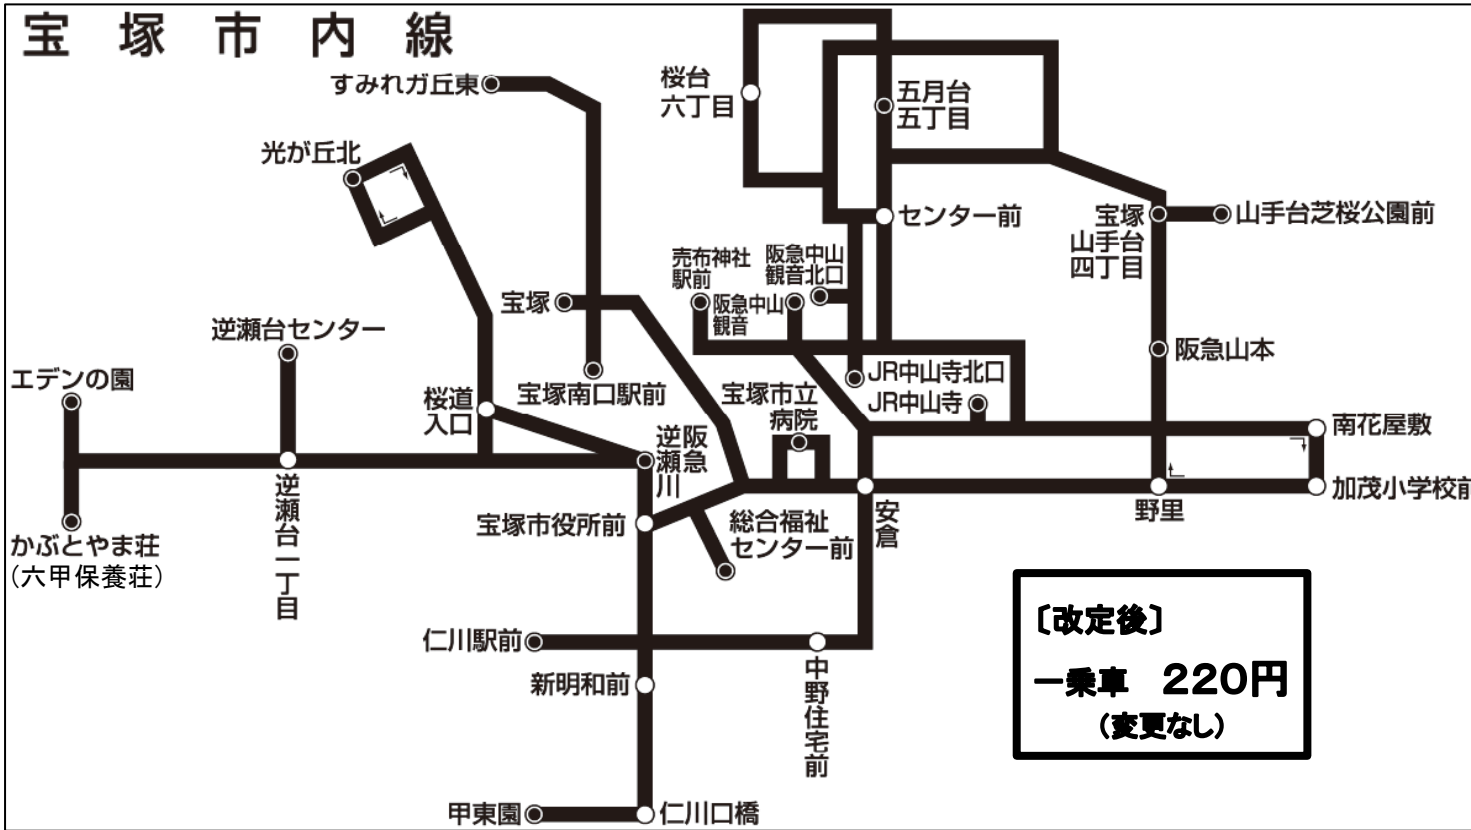 宝塚市内線
すみれガ丘東
光が丘北
桜台
六丁目
五月台
五丁目
センター前
宝塚
山手台
四丁目
山手台芝桜公園前
売布神社
駅前
阪急中山
観音北口
阪急中山
観音
宝塚
逆瀬台センター
エデンの園
桜道
入口
宝塚南口駅前
宝塚市立
病院
JR中山寺北口
JR中山寺
阪急山本
南花屋敷
加茂小学校前
野里
阪急
逆瀬川
安倉
宝塚市役所前
総合福祉
センター前
逆瀬台一丁目
かぶとやま荘
(六甲保養荘)
仁川駅前
新明和前
中野住宅前
甲東園
仁川口橋
〔改定後〕
一乗車 220円
(変更なし)